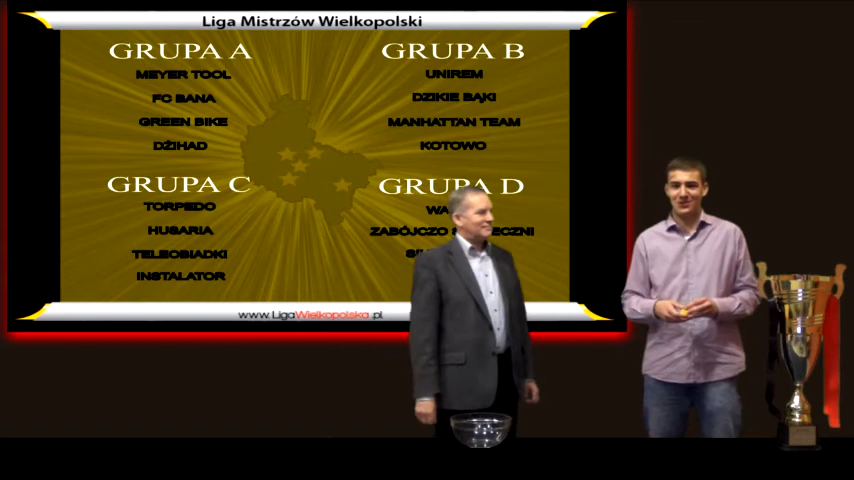 Liga Mistrzów Wielkopolski
GRUPA A
MEYER TOOL
FC BANA
GREEN BIKE
DŻIHAD
GRUPA B
UNIREM
DZIKIE BĄKI
MANHATTAN TEAM
KOTOWO
GRUPA C
TORPEDO
HUSARIA
TELEOBIADKI
INSTALATOR
GRUPA D
ZABÓJCZO
www.LigaWielkopolska.pl